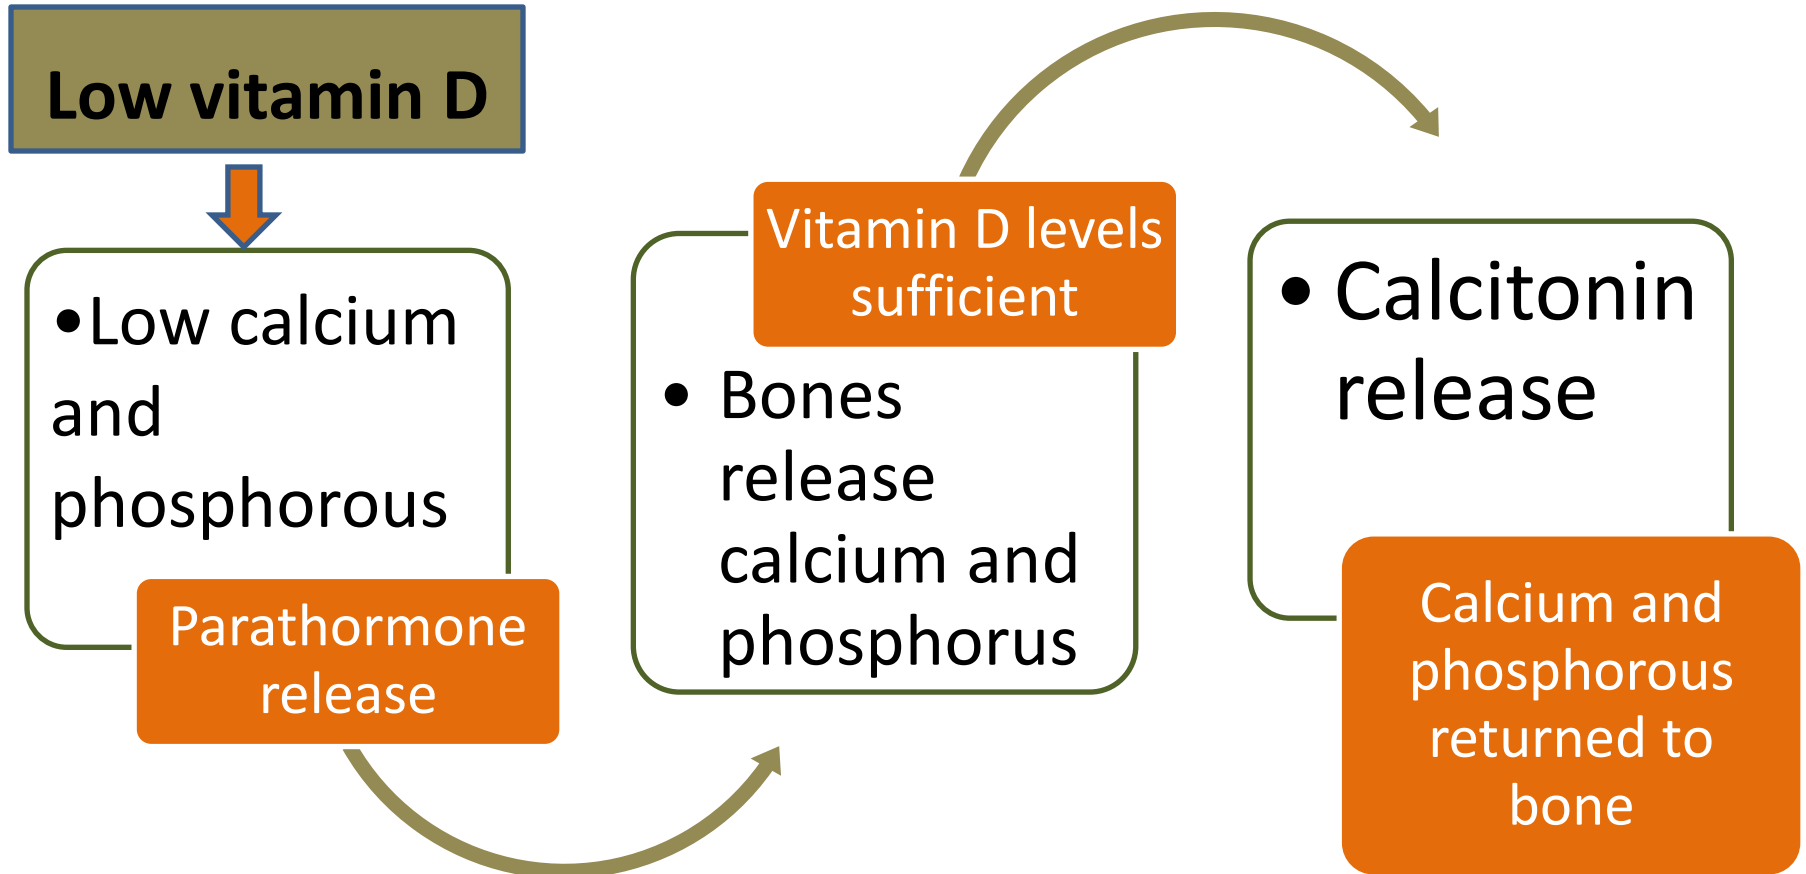 Low vitamin D
•Low calcium
and
phosphorous
Parathormone
release
Vitamin D levels
sufficient
• Bones
release
calcium and
phosphorus
• Calcitonin
release
Calcium and
phosphorous
returned to
bone